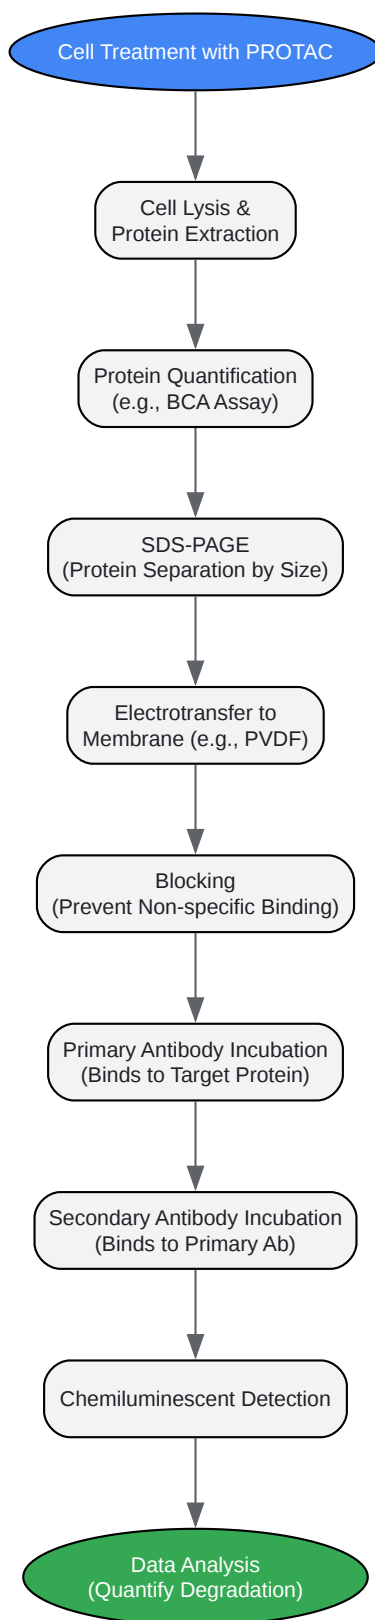 Cell Treatment with PROTAC
Cell Lysis &
Protein Extraction
Protein Quantification
(e.g., BCA Assay)
SDS-PAGE
(Protein Separation by Size)
Electrotransfer to
Membrane (e.g., PVDF)
Blocking
(Prevent Non-specific Binding)
Primary Antibody Incubation
(Binds to Target Protein)
Secondary Antibody Incubation
(Binds to Primary Ab)
Chemiluminescent Detection
Data Analysis
(Quantify Degradation)